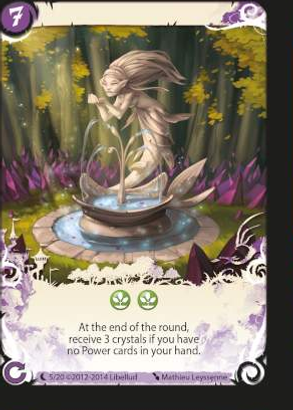 7
At the end of the round,
receive 3 crystals if you have
no Power cards in your hand.
5/20 ©2012-2014 Libellud Mathieu Leyssenne